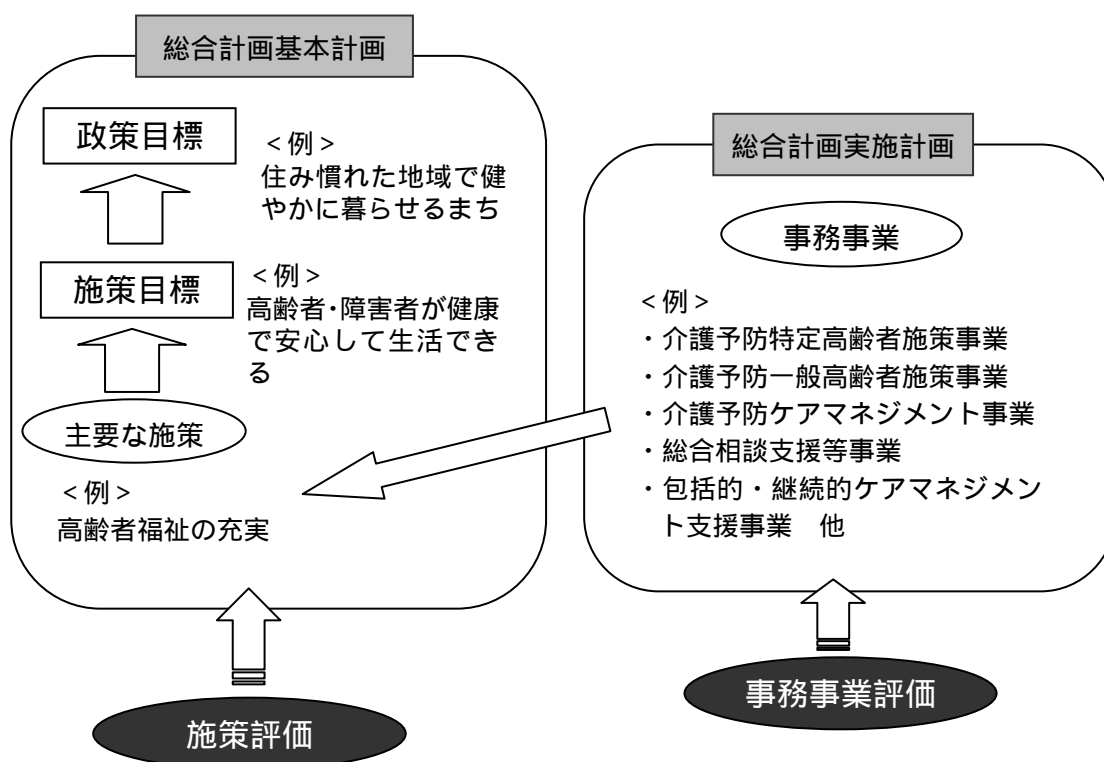 総合計画基本計画
政策目標
＜例＞
住み慣れた地域で健
やかに暮らせるまち
施策目標
＜例＞
高齢者・障害者が健康
で安心して生活でき
る
主要な施策
＜例＞
高齢者福祉の充実
施策評価
総合計画実施計画
事務事業
＜例＞
・介護予防特定高齢者施策事業
・介護予防一般高齢者施策事業
・介護予防ケアマネジメント事業
・総合相談支援等事業
・包括的・継続的ケアマネジメン
ト支援事業　他
事務事業評価